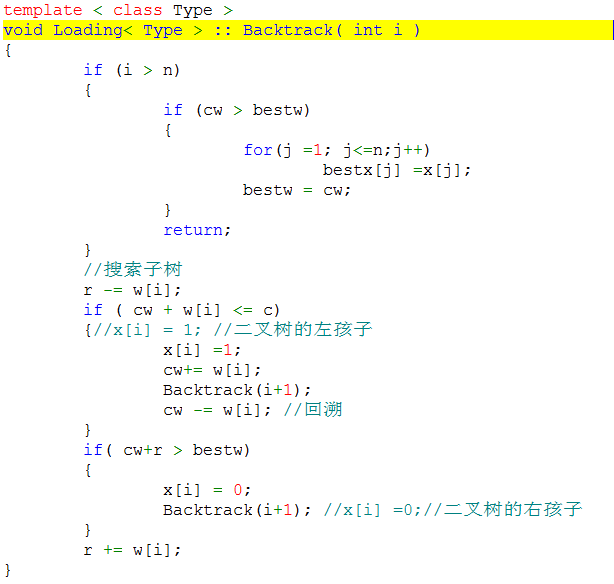 template < class Type >
void Loading< Type > :: Backtrack( int i )
{
if (i > n)
{
if (cw > bestw)
{
for(j =1; j<=n;j++)
bestx[j] =x[j];
bestw = cw;
}
return;
}
//搜索子树
r -= w[i];
if ( cw + w[i] <= c)
{//x[i] = 1; //二叉树的左孩子
x[i] =1;
cw+= w[i];
Backtrack(i+1);
cw -= w[i]; //回溯
}
if( cw+r > bestw)
{
x[i] = 0;
Backtrack(i+1); //x[i] =0;//二叉树的右孩子
}
r += w[i];
}